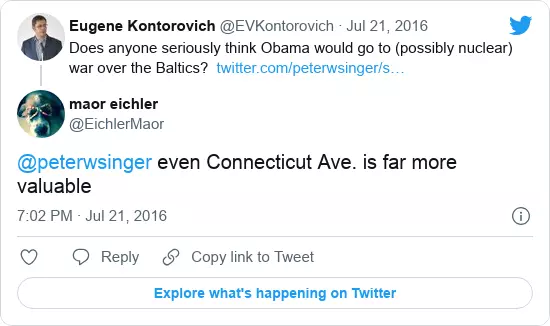 Eugene Kontorovich @EVKontorovich · Jul 21, 2016
Does anyone seriously think Obama would go to (possibly nuclear)
war over the Baltics? twitter.com/peterwsinger/s…
maor eichler
@EichlerMaor
@peterwsinger even Connecticut Ave. is far more
valuable
7:02 PM · Jul 21, 2016
Reply Copy link to Tweet
Explore what's happening on Twitter